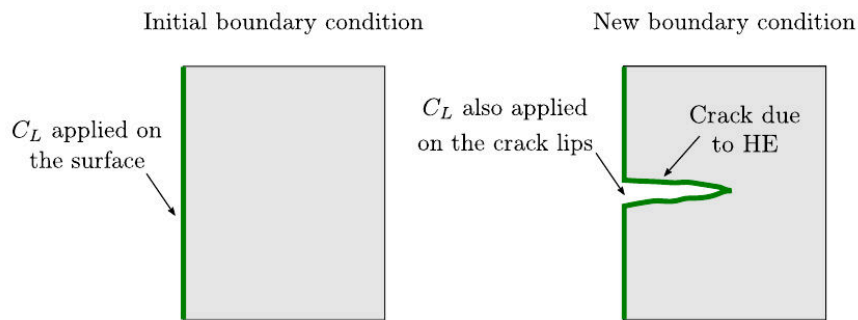 Initial boundary condition
C_L applied on
the surface
New boundary condition
C_L also applied
on the crack lips
Crack due
to HE